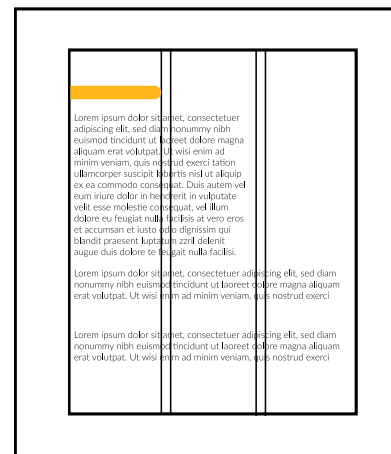 Lorem ipsum dolor sit amet, consectetuer
adipiscing elit, sed diam nonummy nibh
euismod tincidunt ut laoreet dolore magna
aliquam erat volutpat. Ut wisi enim ad
minim veniam, quis nostrud exerci tation
ullamcorper suscipit lobortis nisl ut aliquip
ex ea commodo consequat. Duis autem vel
eum iriure dolor in hendrerit in vulputate
velit esse molestie consequat, vel illum
dolore eu feugiat nulla facilisis at vero eros
et accumsan et iusto odio dignissim qui
blandit praesent luptatum zzril delenit
augue duis dolore te feugait nulla facilisi.
Lorem ipsum dolor sit amet, consectetuer adipiscing elit, sed diam
nonummy nibh euismod tincidunt ut laoreet dolore magna aliquam
erat volutpat. Ut wisi enim ad minim veniam, quis nostrud exerci
Lorem ipsum dolor sit amet, consectetuer adipiscing elit, sed diam
nonummy nibh euismod tincidunt ut laoreet dolore magna aliquam
erat volutpat. Ut wisi enim ad minim veniam, quis nostrud exerci